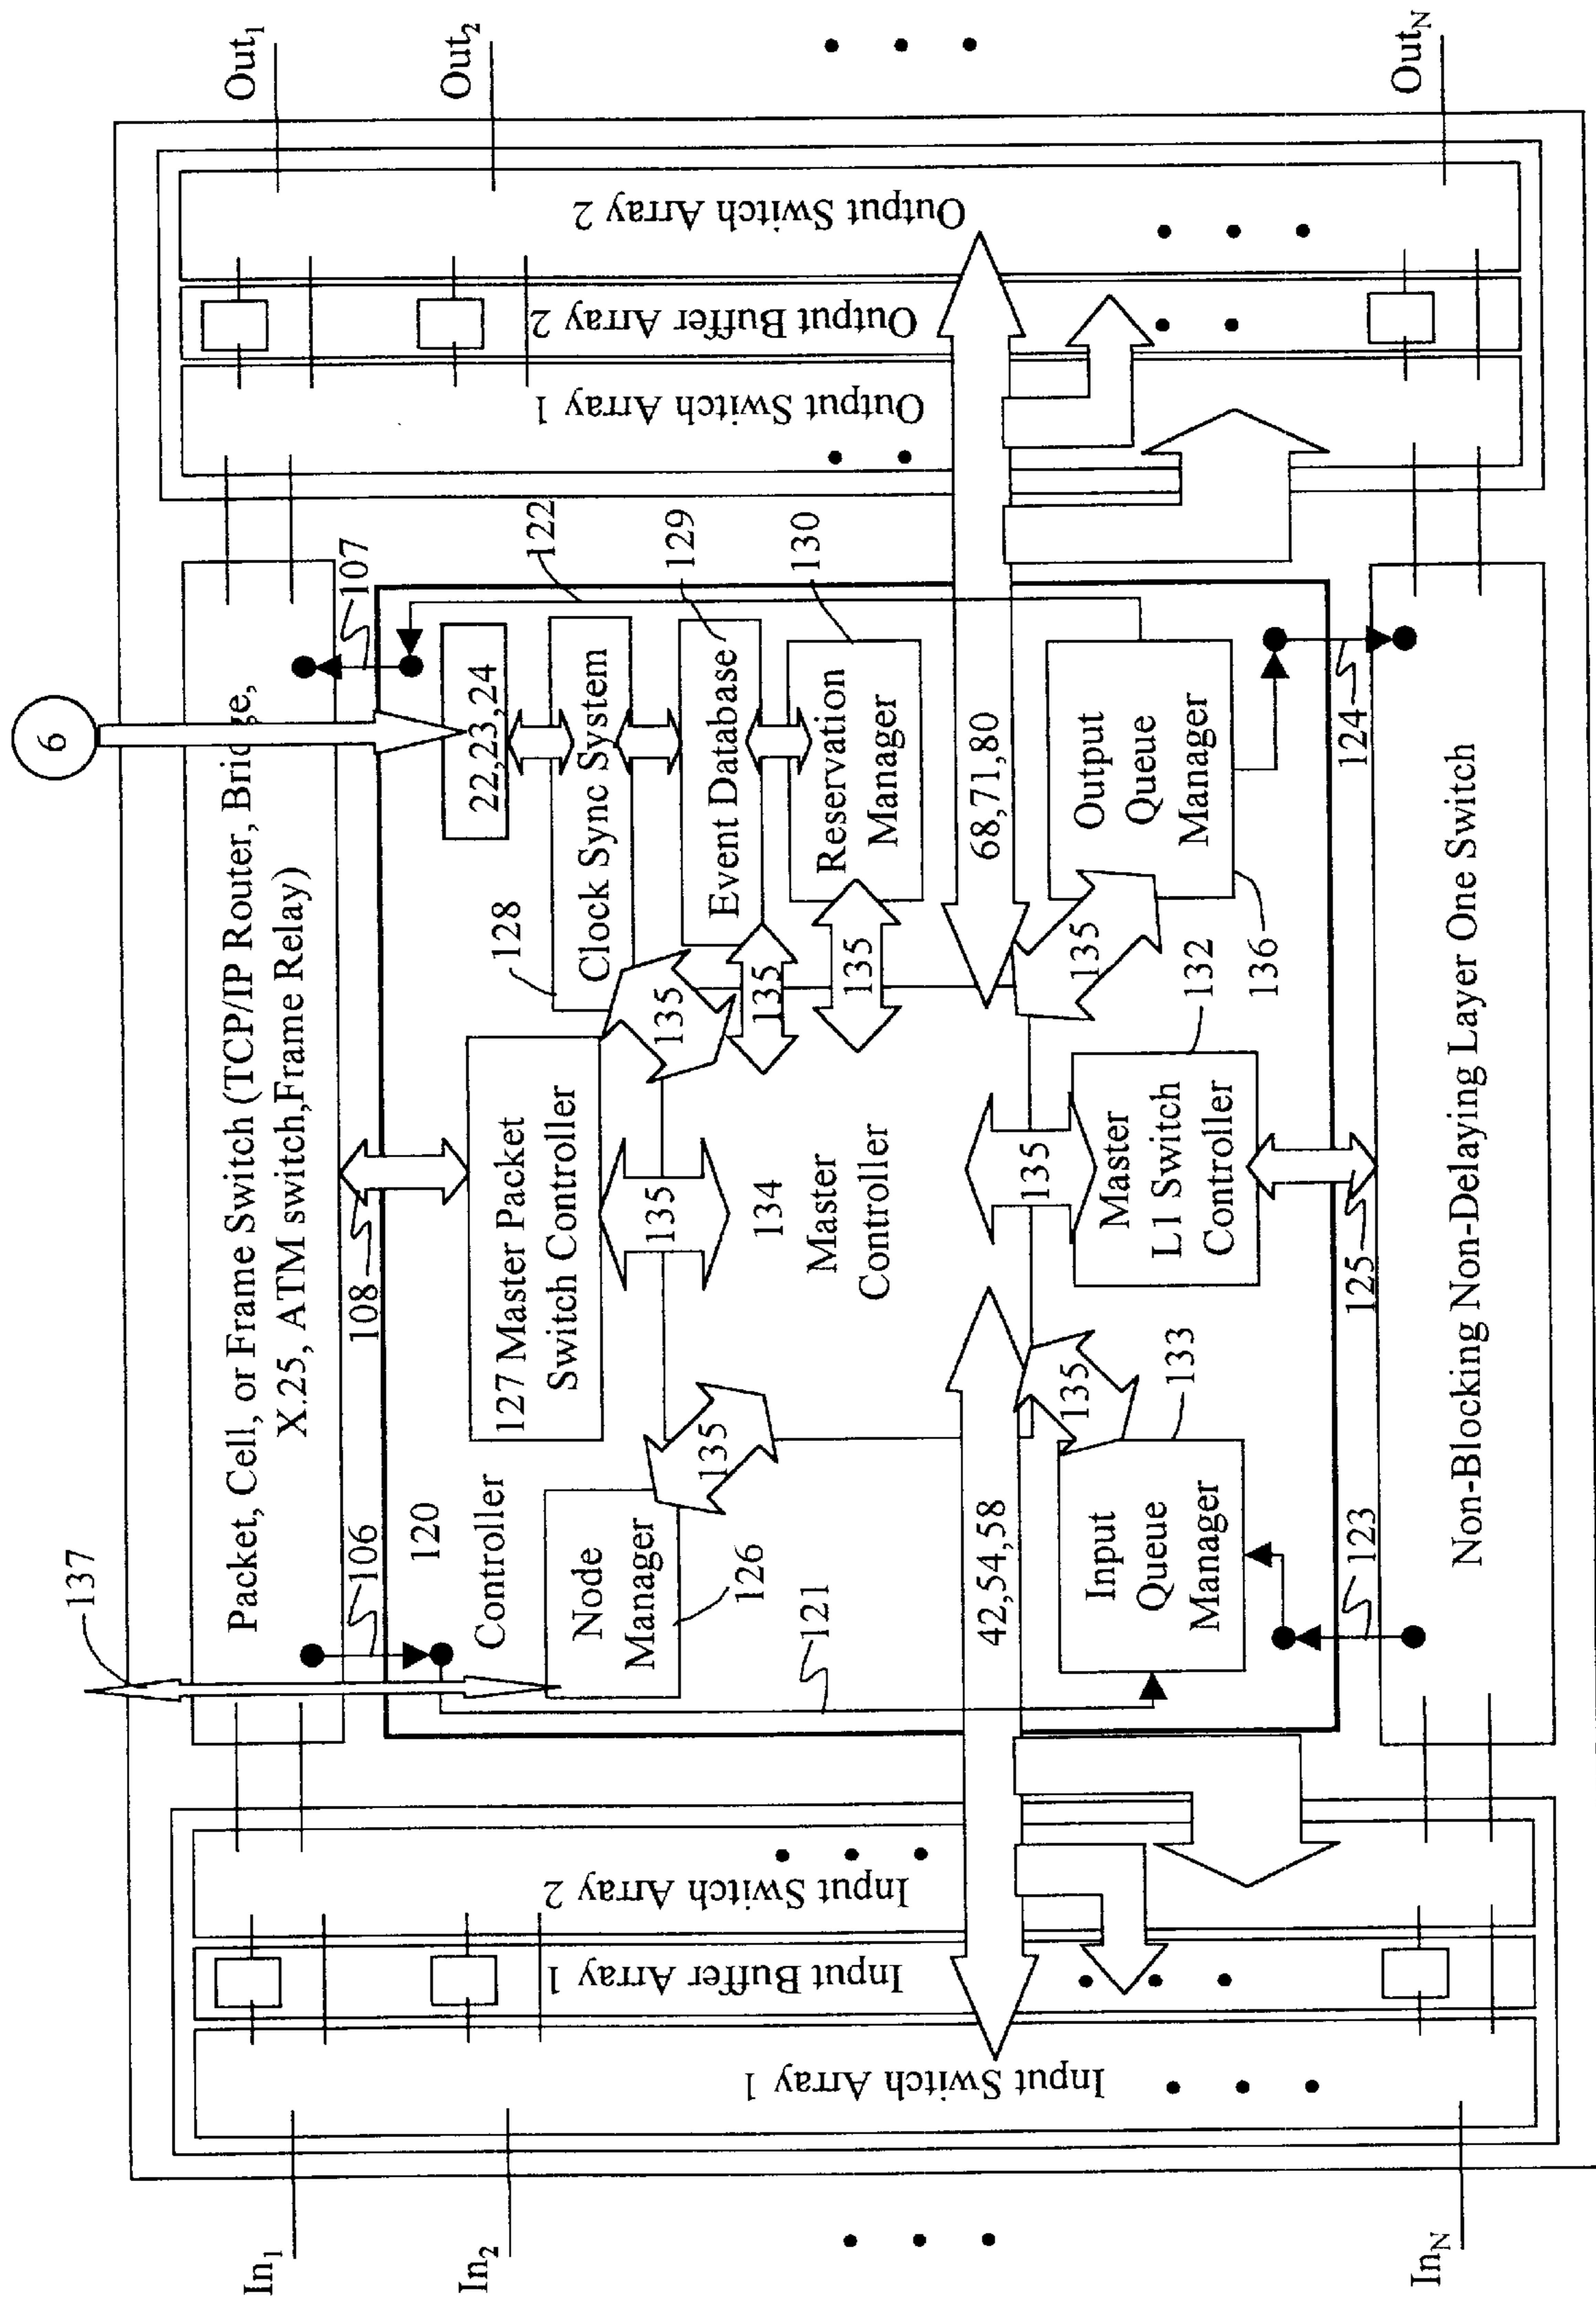 In1
In2
InN
Input Switch Array 1
Input Buffer Array 1
Input Switch Array 2
137
6
Packet, Cell, or Frame Switch (TCP/IP Router, Bridge,
X.25, ATM switch,Frame Relay)
106
108
107
120
Controller
Node
Manager
126
121
127 Master Packet
Switch Controller
128
22,23,24
Clock Sync System
Event Database
Reservation
Manager
122
129
130
135
135
135
135
135
134
Master
Controller
42,54,58
68,71,80
135
135
135
Input
Queue
Manager
133
Master
L1 Switch
Controller
132
Output
Queue
Manager
136
123
125
124
Non-Blocking Non-Delaying Layer One Switch
Output Switch Array 1
Output Buffer Array 2
Output Switch Array 2
Out1
Out2
OutN